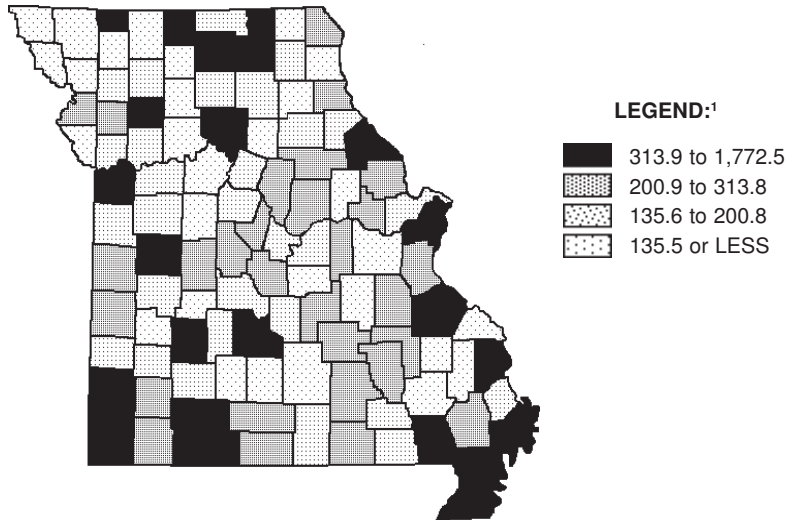 LEGEND:¹
313.9 to 1,772.5
200.9 to 313.8
135.6 to 200.8
135.5 or LESS